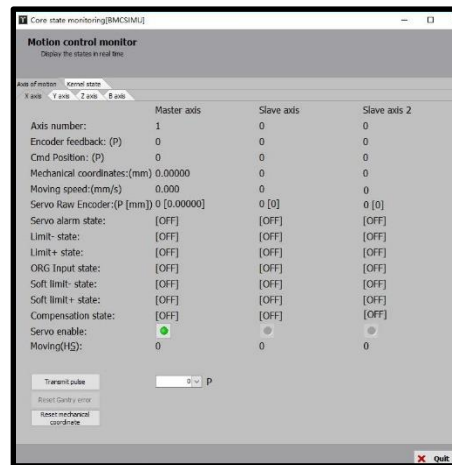 Core state monitoring[BMCSIMU]
Motion control monitor
Display the states in real time
Axis of motion Kernel state
X axis Y axis Z axis B axis
Master axis Slave axis Slave axis 2
Axis number: 1 0 0
Encoder feedback: (P) 0 0 0
Cmd Position: (P) 0 0 0
Mechanical coordinates:(mm) 0.00000 0 0
Moving speed:(mm/s) 0.000 0 0
Servo Raw Encoder:(P [mm]) 0 [0.00000] 0 [0] 0 [0]
Servo alarm state: [OFF] [OFF] [OFF]
Limit- state: [OFF] [OFF] [OFF]
Limit+ state: [OFF] [OFF] [OFF]
ORG Input state: [OFF] [OFF] [OFF]
Soft limit- state: [OFF] [OFF] [OFF]
Soft limit+ state: [OFF] [OFF] [OFF]
Compensation state: [OFF] [OFF] [OFF]
Servo enable:
Moving(HS): 0 0 0
Transmit pulse 0 P
Reset Gantry error
Reset mechanical
coordinate
Quit